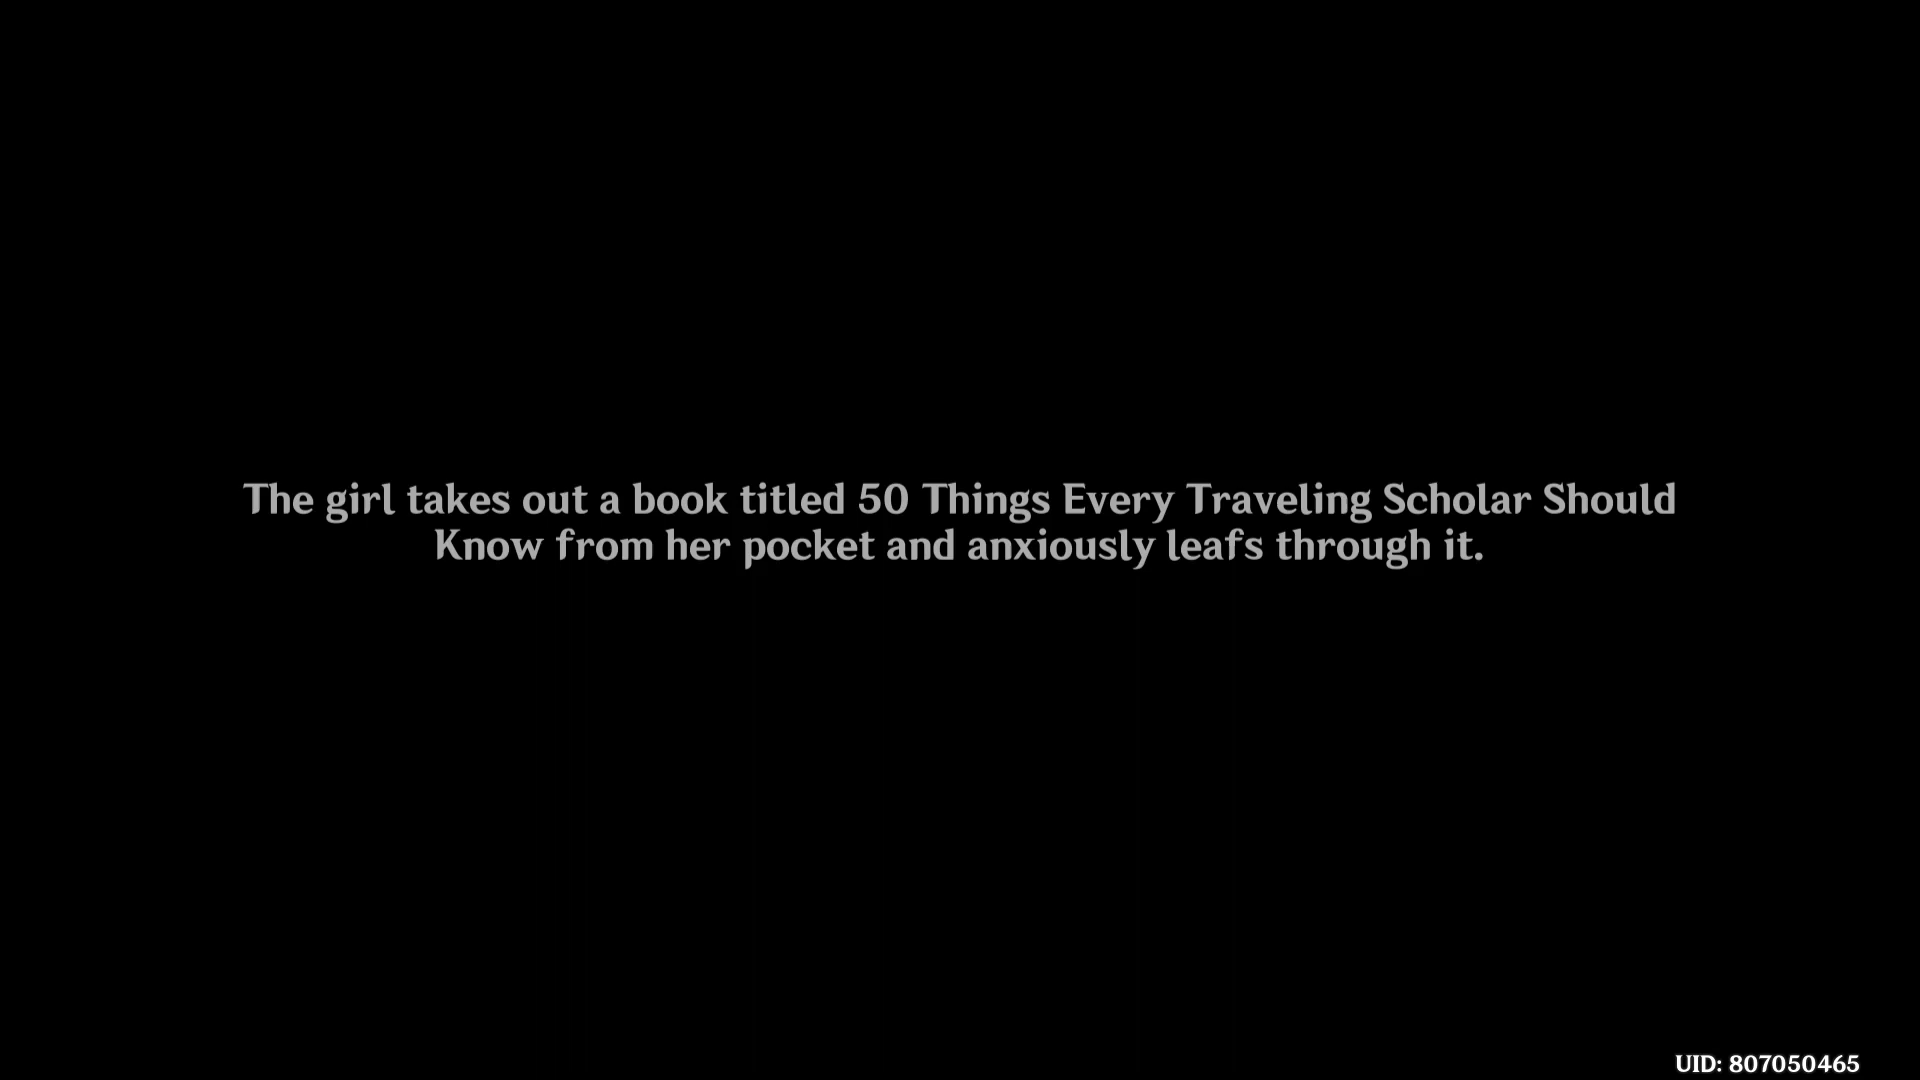 The girl takes out a book titled 50 Things Every Traveling Scholar Should
Know from her pocket and anxiously leafs through it.
UID: 807050465